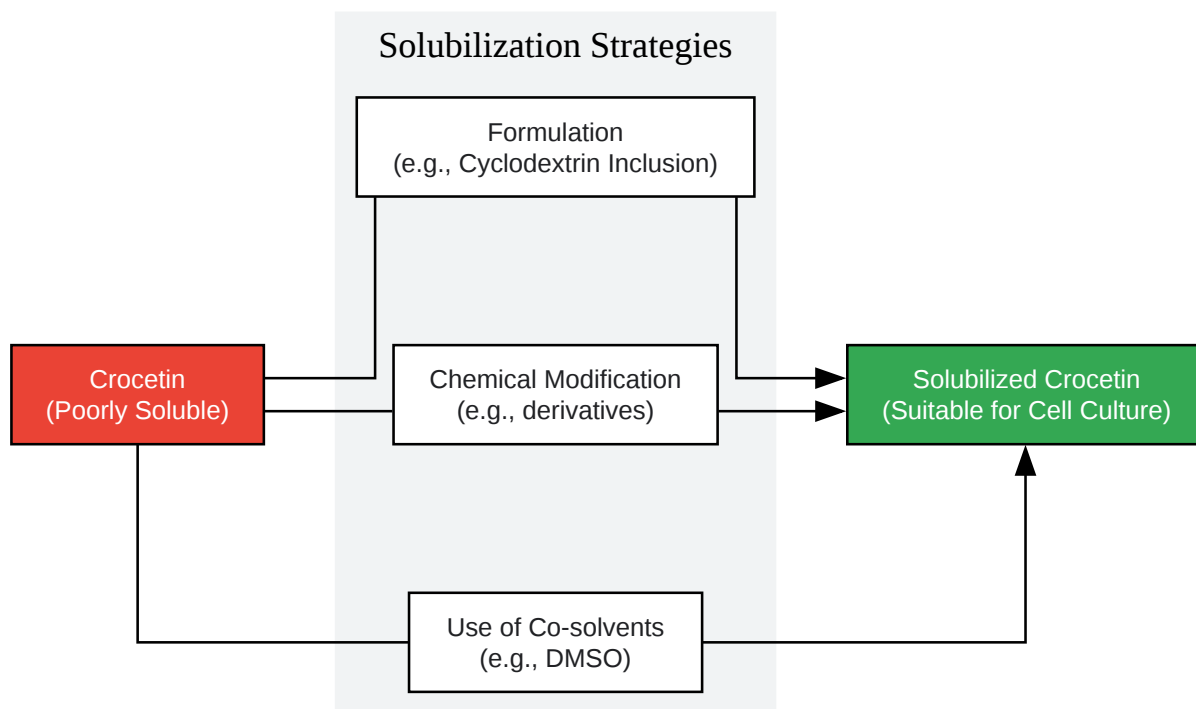 Solubilization Strategies
Formulation
(e.g., Cyclodextrin Inclusion)
Crocetin
(Poorly Soluble)
Chemical Modification
(e.g., derivatives)
Solubilized Crocetin
(Suitable for Cell Culture)
Use of Co-solvents
(e.g., DMSO)